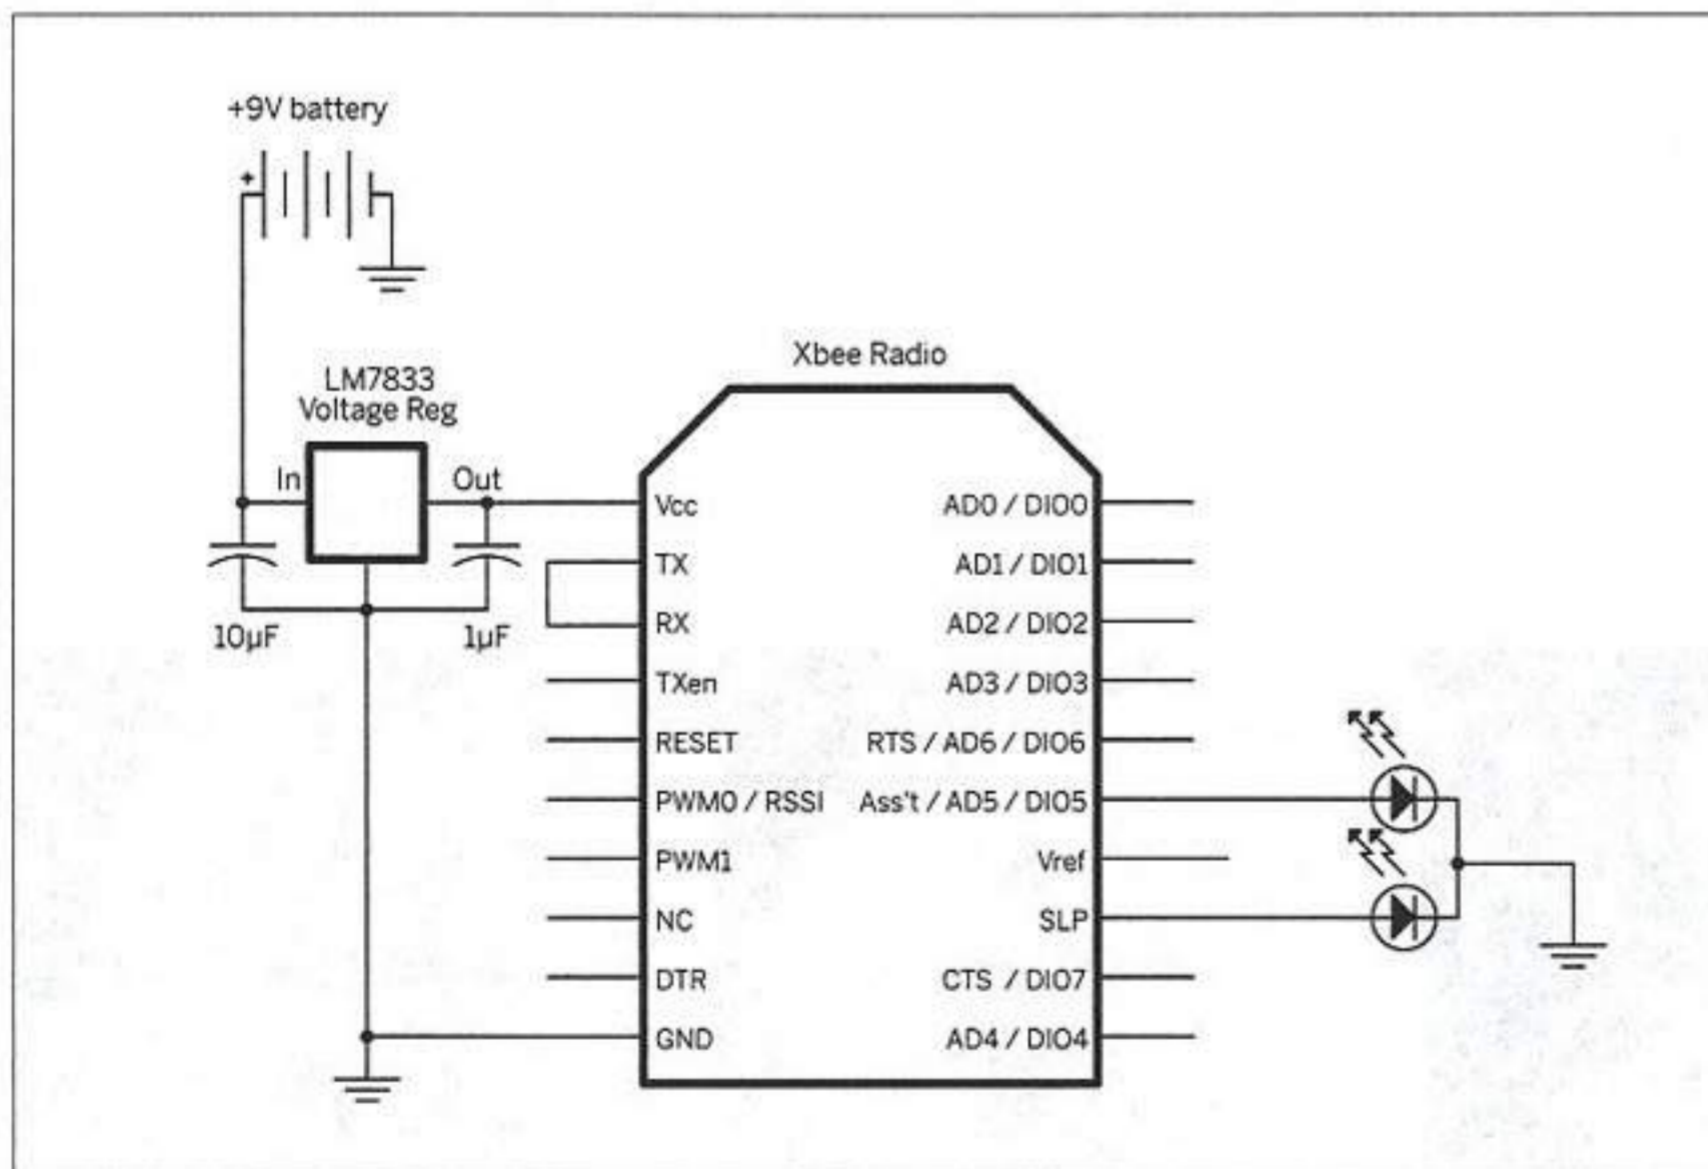 +9V battery
+
LM7833
Voltage Reg
In
Out
10µF
1µF
Xbee Radio
Vcc
TX
RX
TXen
RESET
PWM0 / RSSI
PWM1
NC
DTR
GND
AD0 / DIO0
AD1 / DIO1
AD2 / DIO2
AD3 / DIO3
RTS / AD6 / DIO6
Ass't / AD5 / DIO5
Vref
SLP
CTS / DIO7
AD4 / DIO4